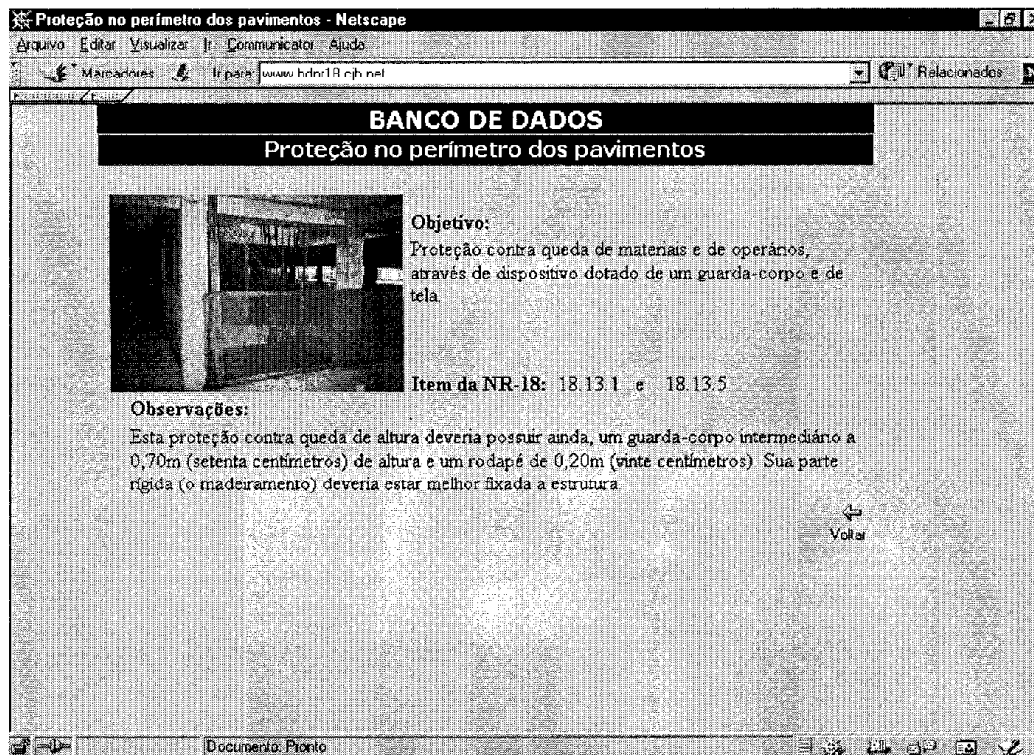 Proteção no perímetro dos pavimentos - Netscape
Arquivo Editar Visualizar Ir Communicator Ajuda
Marcadores Ir para: Relacionados
BANCO DE DADOS
Proteção no perímetro dos pavimentos
Objetivo:
Proteção contra queda de materiais e de operários,
através de dispositivo dotado de um guarda-corpo e de
tela.
Item da NR-18: 18.13.1 e 18.13.5
Observações:
Esta proteção contra queda de altura deveria possuir ainda, um guarda-corpo intermediário a
0,70m (setenta centímetros) de altura e um rodapé de 0,20m (vinte centímetros). Sua parte
rígida (o madeiramento) deveria estar melhor fixada a estrutura.
Voltar
Documento: Pronto